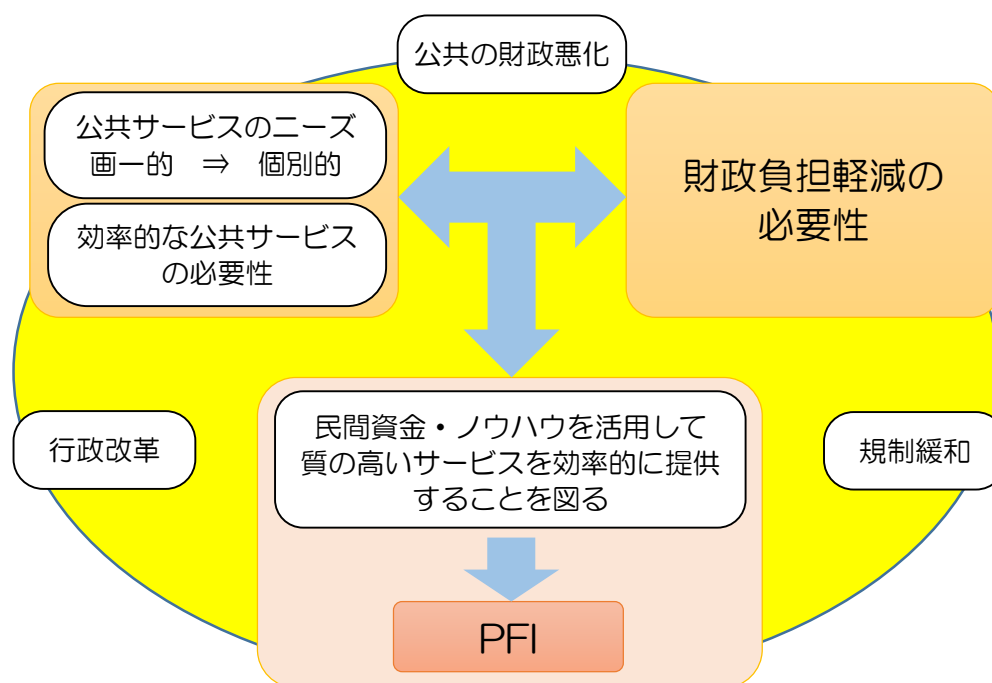 公共の財政悪化
公共サービスのニーズ
画一的　⇒　個別的
効率的な公共サービス
の必要性
財政負担軽減の
必要性
行政改革
民間資金・ノウハウを活用して
質の高いサービスを効率的に提供
することを図る
規制緩和
PFI